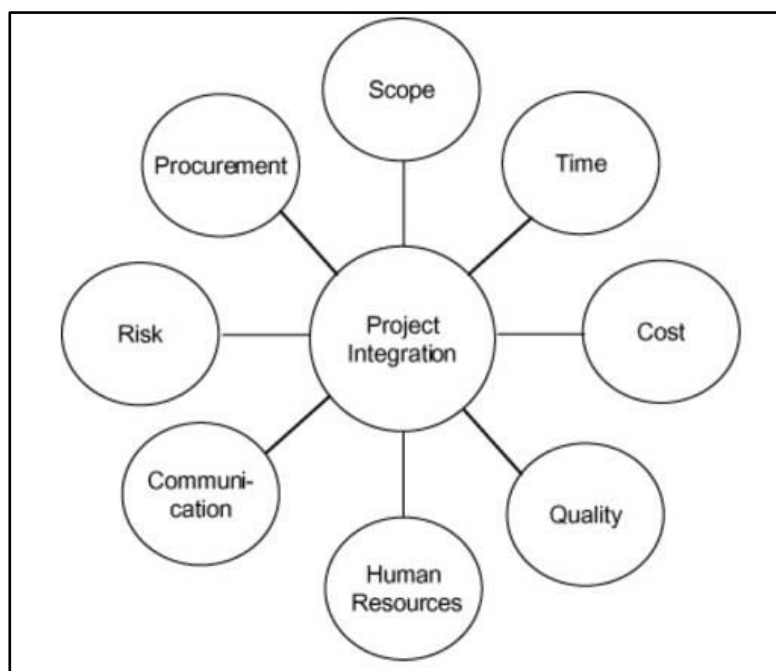 Scope
Procurement
Time
Risk
Project
Integration
Cost
Communi-
cation
Quality
Human
Resources